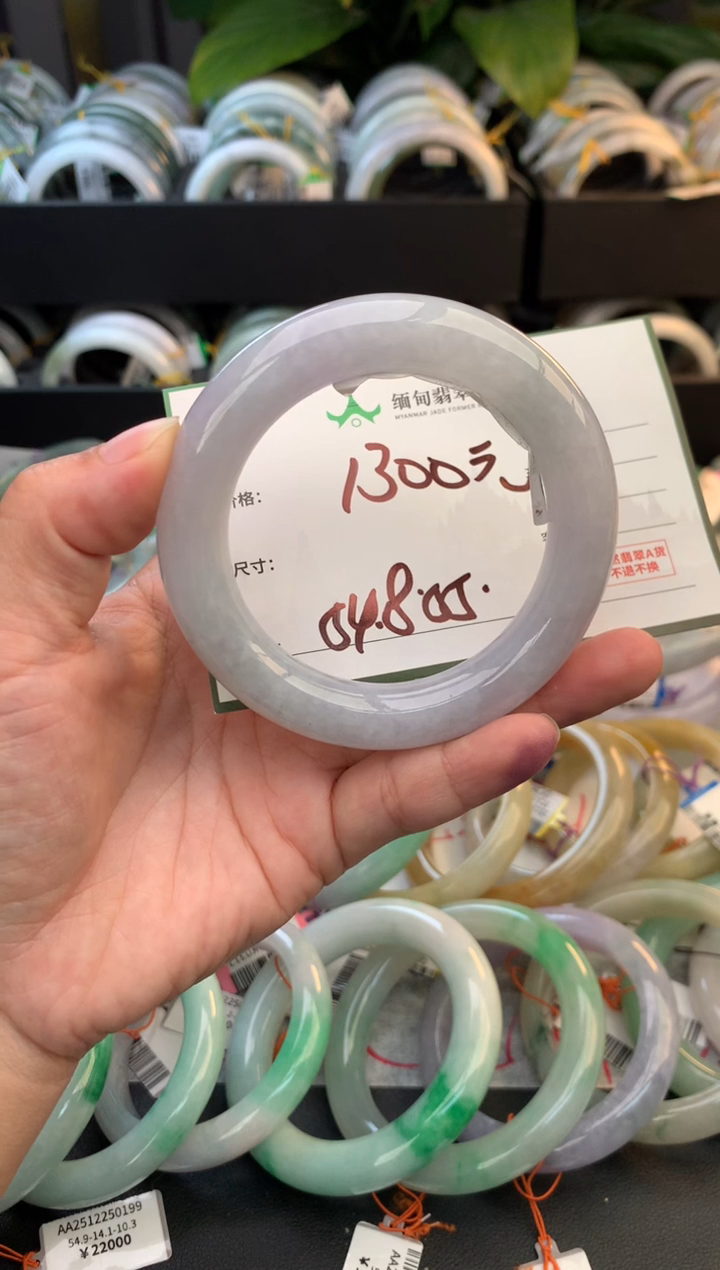 缅甸翡翠
MYANMAR JADE FORMER
价格:
1300元
尺寸:
54.8.00.
翡翠A货
不退不换
AA2512250199
54.9-14.1-10.3
¥22000